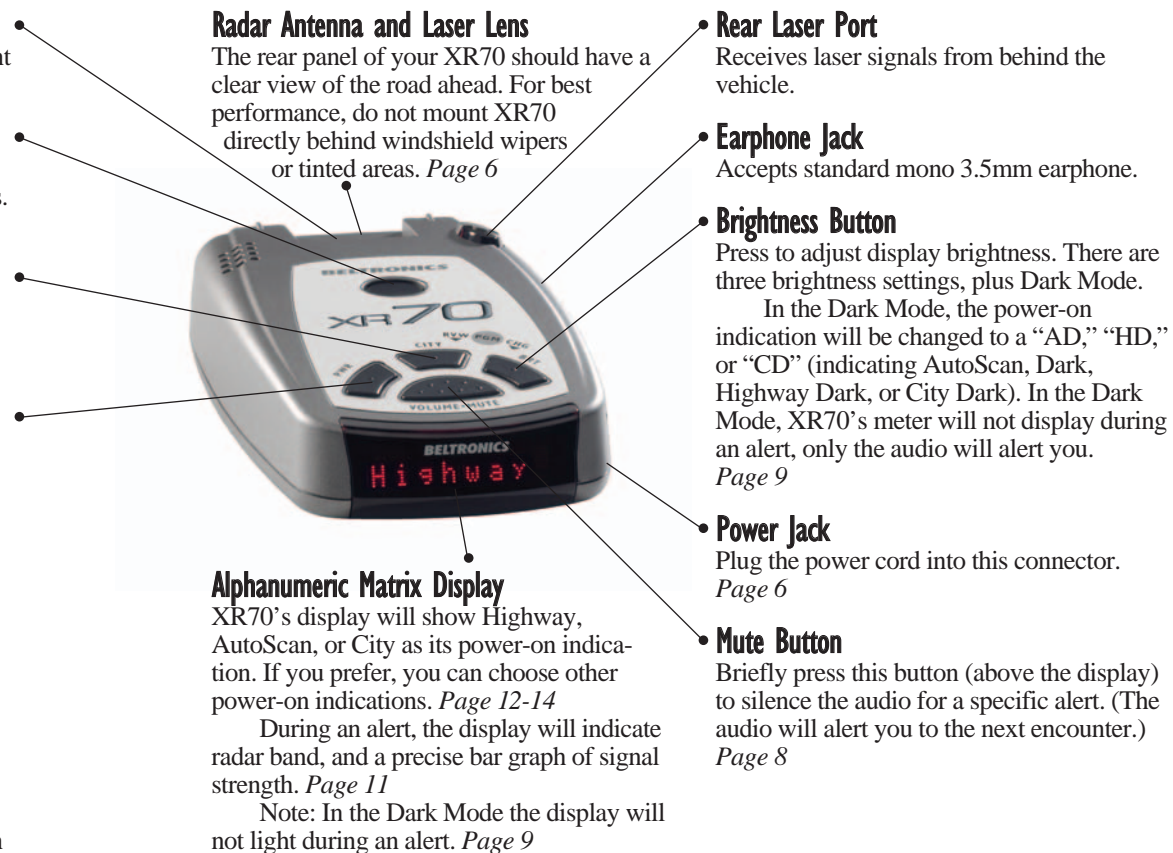 nt
s.
n
Radar Antenna and Laser Lens
The rear panel of your XR70 should have a
clear view of the road ahead. For best
performance, do not mount XR70
directly behind windshield wipers
or tinted areas. Page 6
BELTRONICS
XR70
RVW PGM CHG
CITY
PWR
BRT
VOLUME•MUTE
BELTRONICS
Highway
Alphanumeric Matrix Display
XR70’s display will show Highway,
AutoScan, or City as its power-on indica-
tion. If you prefer, you can choose other
power-on indications. Page 12-14
During an alert, the display will indicate
radar band, and a precise bar graph of signal
strength. Page 11
Note: In the Dark Mode the display will
not light during an alert. Page 9
Rear Laser Port
Receives laser signals from behind the
vehicle.
Earphone Jack
Accepts standard mono 3.5mm earphone.
Brightness Button
Press to adjust display brightness. There are
three brightness settings, plus Dark Mode.
In the Dark Mode, the power-on
indication will be changed to a “AD,” “HD,”
or “CD” (indicating AutoScan, Dark,
Highway Dark, or City Dark). In the Dark
Mode, XR70’s meter will not display during
an alert, only the audio will alert you.
Page 9
Power Jack
Plug the power cord into this connector.
Page 6
Mute Button
Briefly press this button (above the display)
to silence the audio for a specific alert. (The
audio will alert you to the next encounter.)
Page 8